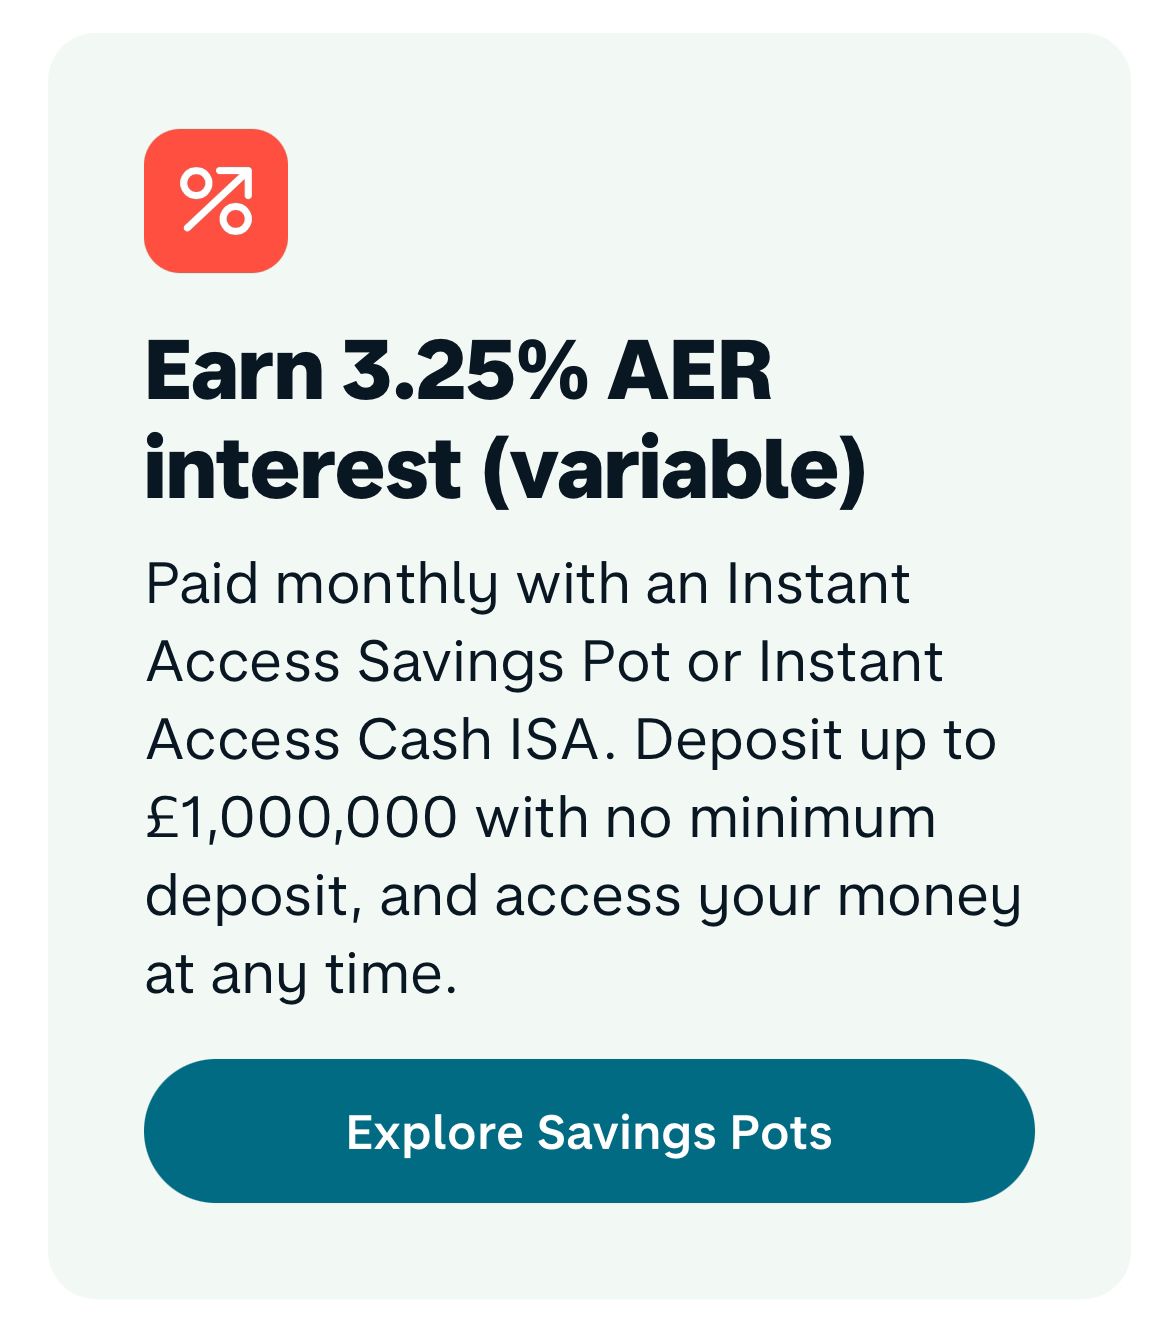 Earn 3.25% AER
interest (variable)
Paid monthly with an Instant
Access Savings Pot or Instant
Access Cash ISA. Deposit up to
£1,000,000 with no minimum
deposit, and access your money
at any time.
Explore Savings Pots